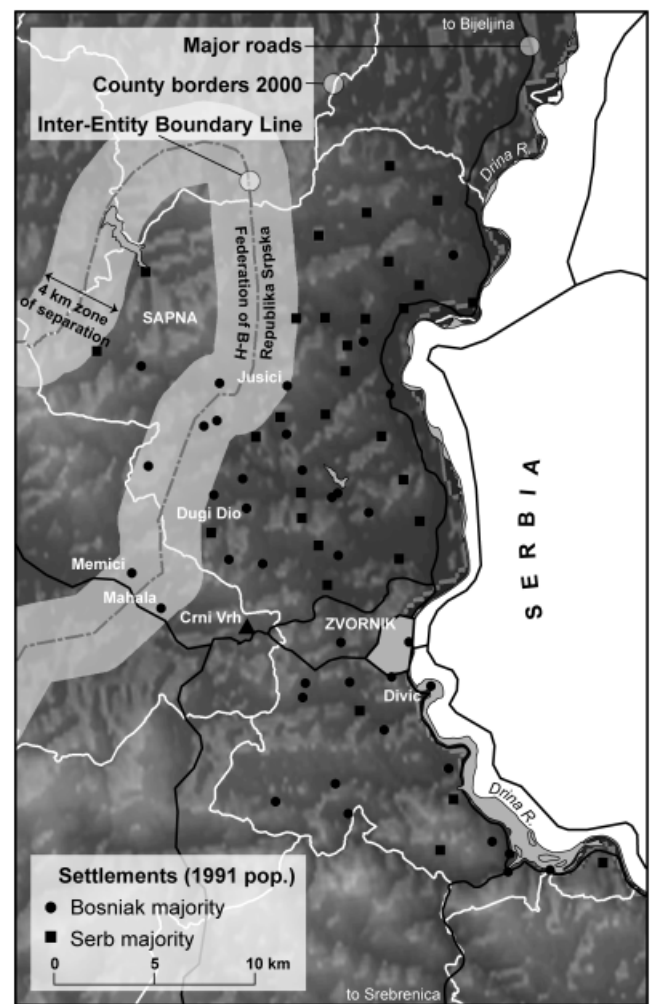 to Bijeljina
Major roads
County borders 2000
Inter-Entity Boundary Line
Drina R.
Federation of B-H
Republika Srpska
4 km zone
of separation
SAPNA
Jusici
SERBIA
Dugi Dio
Memici
Mahala
Crni Vrh
ZVORNIK
Divic
Drina R.
Settlements (1991 pop.)
Bosniak majority
Serb majority
0 5 10 km
to Srebrenica